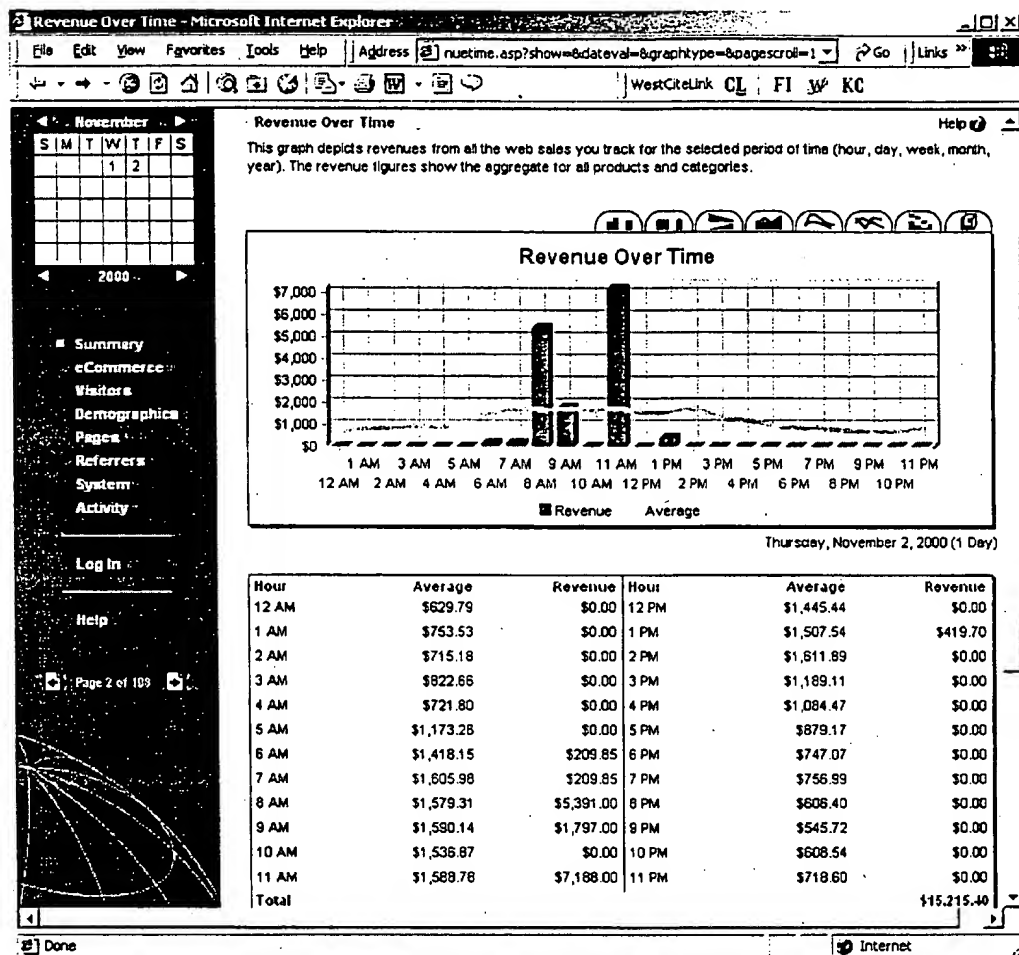 Revenue Over Time - Microsoft Internet Explorer
File Edit View Favorites Tools Help Address nuetime.asp?show=&dateval=&graphtype=&pagescroll=1 Go Links »
WestCiteLink CL FI W KC
November
S M T W T F S
1 2
2000
Summary
eCommerce
Visitors
Demographics
Pages
Referrers
System
Activity
Log In
Help
Page 2 of 109
Revenue Over Time
Help
This graph depicts revenues from all the web sales you track for the selected period of time (hour, day, week, month,
year). The revenue figures show the aggregate for all products and categories.
Revenue Over Time
$7,000
$6,000
$5,000
$4,000
$3,000
$2,000
$1,000
$0
1 AM 3 AM 5 AM 7 AM 9 AM 11 AM 1 PM 3 PM 5 PM 7 PM 9 PM 11 PM
12 AM 2 AM 4 AM 6 AM 8 AM 10 AM 12 PM 2 PM 4 PM 6 PM 8 PM 10 PM
Revenue Average
Thursday, November 2, 2000 (1 Day)
Hour Average Revenue Hour Average Revenue
12 AM $629.79 $0.00 12 PM $1,445.44 $0.00
1 AM $753.53 $0.00 1 PM $1,507.54 $419.70
2 AM $715.18 $0.00 2 PM $1,611.89 $0.00
3 AM $822.66 $0.00 3 PM $1,189.11 $0.00
4 AM $721.80 $0.00 4 PM $1,084.47 $0.00
5 AM $1,173.28 $0.00 5 PM $879.17 $0.00
6 AM $1,418.15 $209.85 6 PM $747.07 $0.00
7 AM $1,605.98 $209.85 7 PM $756.99 $0.00
8 AM $1,579.31 $5,391.00 8 PM $606.40 $0.00
9 AM $1,590.14 $1,797.00 9 PM $545.72 $0.00
10 AM $1,536.87 $0.00 10 PM $608.54 $0.00
11 AM $1,588.76 $7,188.00 11 PM $718.60 $0.00
Total $15,215.40
Done Internet